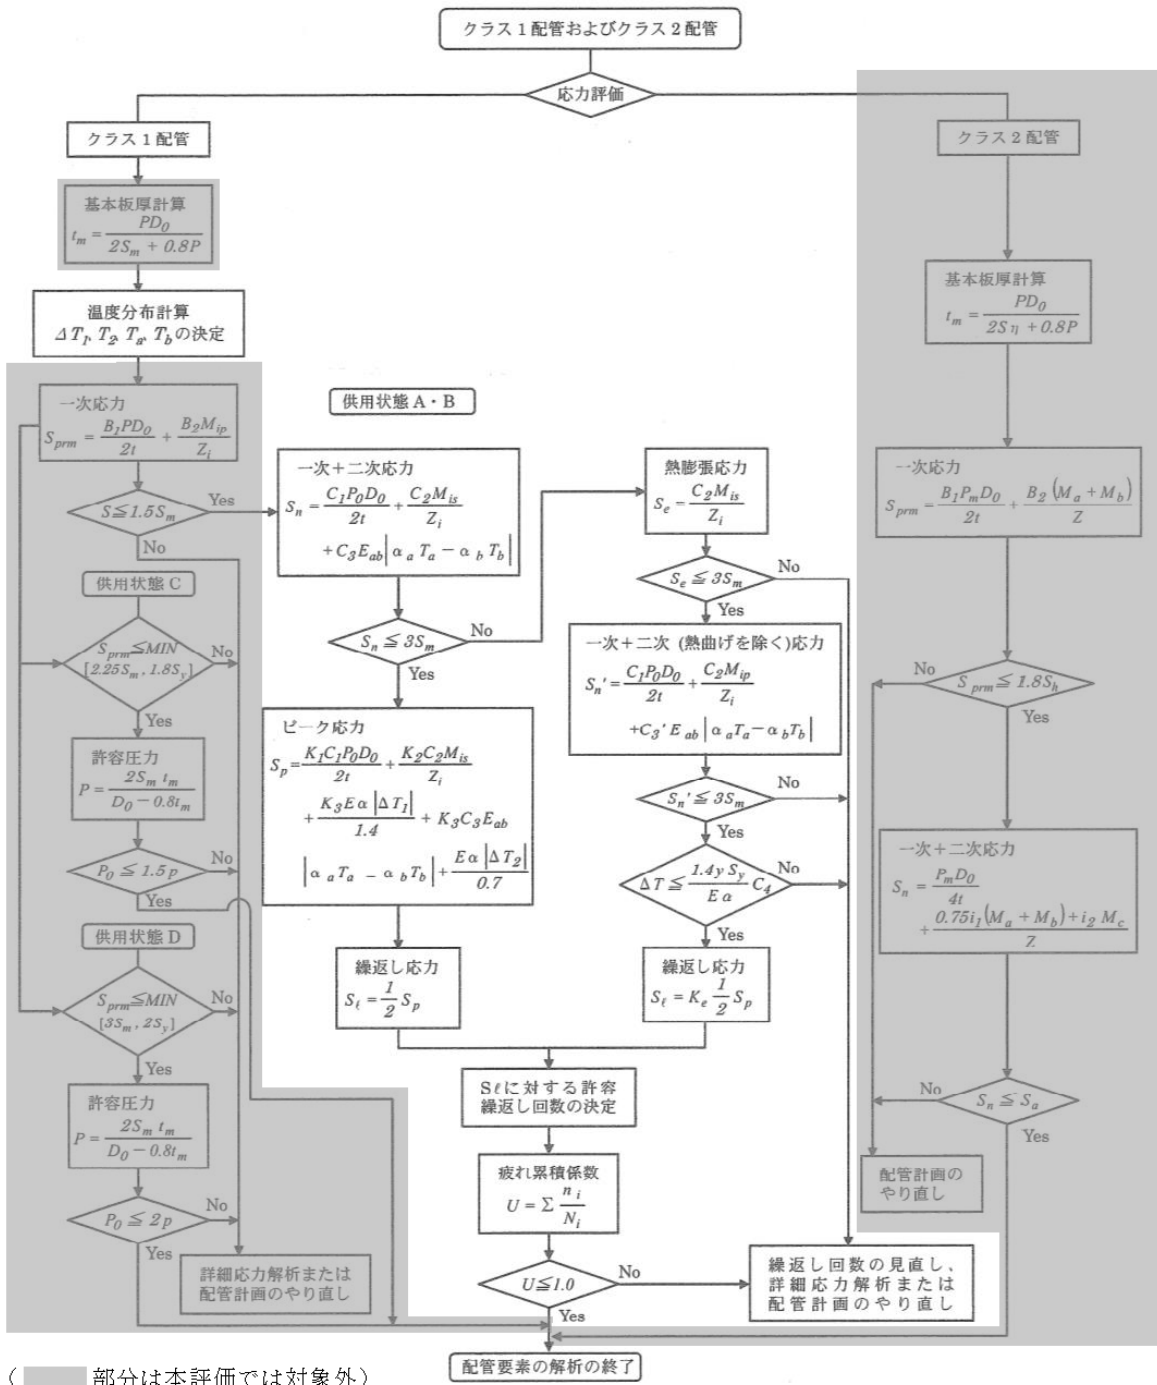 クラス1配管およびクラス2配管
応力評価
クラス1配管
基本板厚計算
t_m = PD_0 / (2S_m + 0.8P)
温度分布計算
ΔT_1, T_2, T_a, T_bの決定
一次応力
S_prm = B_1PD_0 / 2t + B_2M_ip / Z_i
S≦1.5S_m
Yes
No
供用状態C
S_prm≦MIN
[2.25S_m , 1.8S_y]
No
Yes
許容圧力
P = 2S_m t_m / (D_0 − 0.8t_m)
P_0 ≦ 1.5p
No
Yes
供用状態D
S_prm≦MIN
[3S_m , 2S_y]
No
Yes
許容圧力
P = 2S_m t_m / (D_0 − 0.8t_m)
P_0 ≦ 2p
No
Yes
詳細応力解析または
配管計画のやり直し
供用状態A・B
一次＋二次応力
S_n = C_1P_0D_0 / 2t + C_2M_is / Z_i
+ C_3E_ab|α_a T_a − α_b T_b|
S_n ≦ 3S_m
No
Yes
ピーク応力
S_p = K_1C_1P_0D_0 / 2t + K_2C_2M_is / Z_i
+ K_3Eα|ΔT_1| / 1.4 + K_3C_3E_ab
|α_a T_a − α_b T_b| + Eα|ΔT_2| / 0.7
繰返し応力
S_ℓ = 1/2 S_p
熱膨張応力
S_e − C_2M_is / Z_i
S_e ≦ 3S_m
No
Yes
一次＋二次 (熱曲げを除く)応力
S_n' = C_1P_0D_0 / 2t + C_2M_ip / Z_i
+C_3' E_ab |α_aT_a−α_bT_b|
S_n'≦3S_m
No
Yes
ΔT≦ 1.4y S_y / Eα C_4
No
Yes
繰返し応力
S_ℓ = K_e 1/2 S_p
Sℓに対する許容
繰返し回数の決定
疲れ累積係数
U = Σ n_i / N_i
U≦1.0
No
Yes
繰返し回数の見直し、
詳細応力解析または
配管計画のやり直し
クラス2配管
基本板厚計算
t_m = PD_0 / (2Sη + 0.8P)
一次応力
S_prm = B_1P_mD_0 / 2t + B_2(M_a + M_b) / Z
S_prm ≦ 1.8S_h
No
Yes
一次＋二次応力
S_n = P_mD_0 / 4t
+ 0.75i_1(M_a + M_b)+i_2 M_c / Z
S_n ≦ S_a
No
Yes
配管計画の
やり直し
配管要素の解析の終了
( 部分は本評価では対象外)